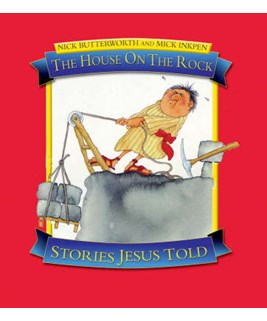 NICK BUTTERWORTH AND MICK INKPEN
THE HOUSE ON THE ROCK
STORIES JESUS TOLD